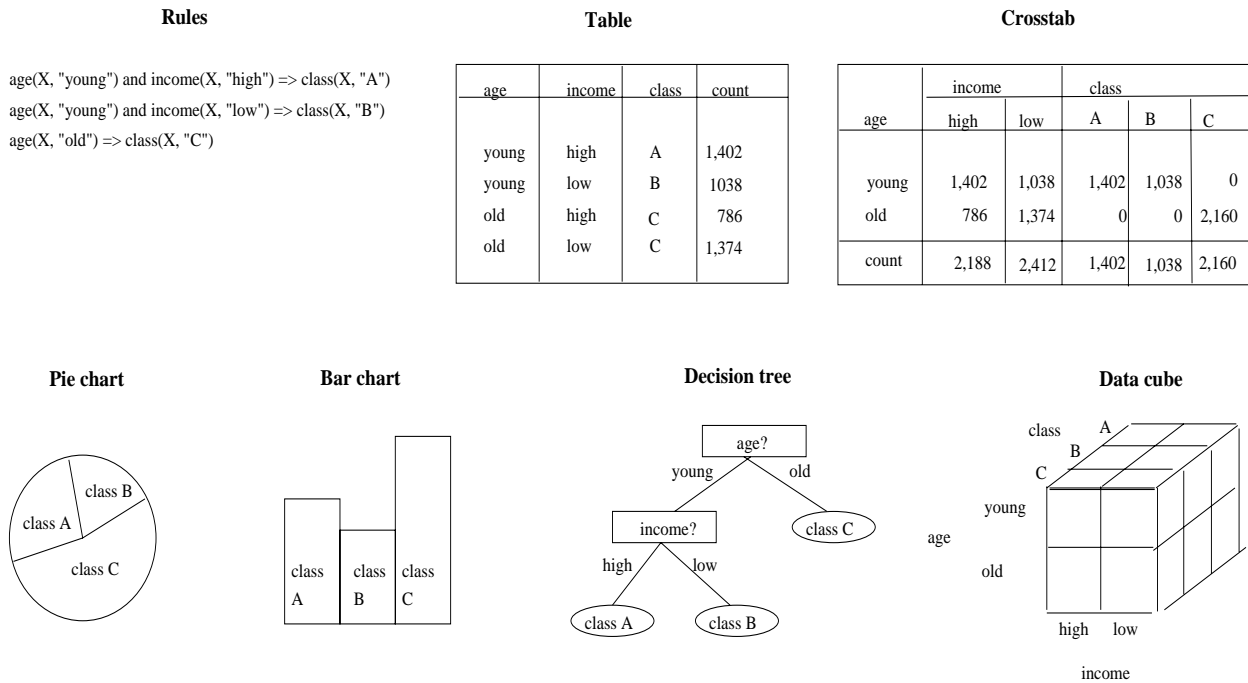 Rules
age(X, "young") and income(X, "high") => class(X, "A")
age(X, "young") and income(X, "low") => class(X, "B")
age(X, "old") => class(X, "C")
Table
age income class count
young high A 1,402
young low B 1038
old high C 786
old low C 1,374
Crosstab
income class
age high low A B C
young 1,402 1,038 1,402 1,038 0
old 786 1,374 0 0 2,160
count 2,188 2,412 1,402 1,038 2,160
Pie chart
class B
class A
class C
Bar chart
class class class
A B C
Decision tree
age?
young old
income? class C
high low
class A class B
Data cube
class A
B
C
young
age
old
high low
income